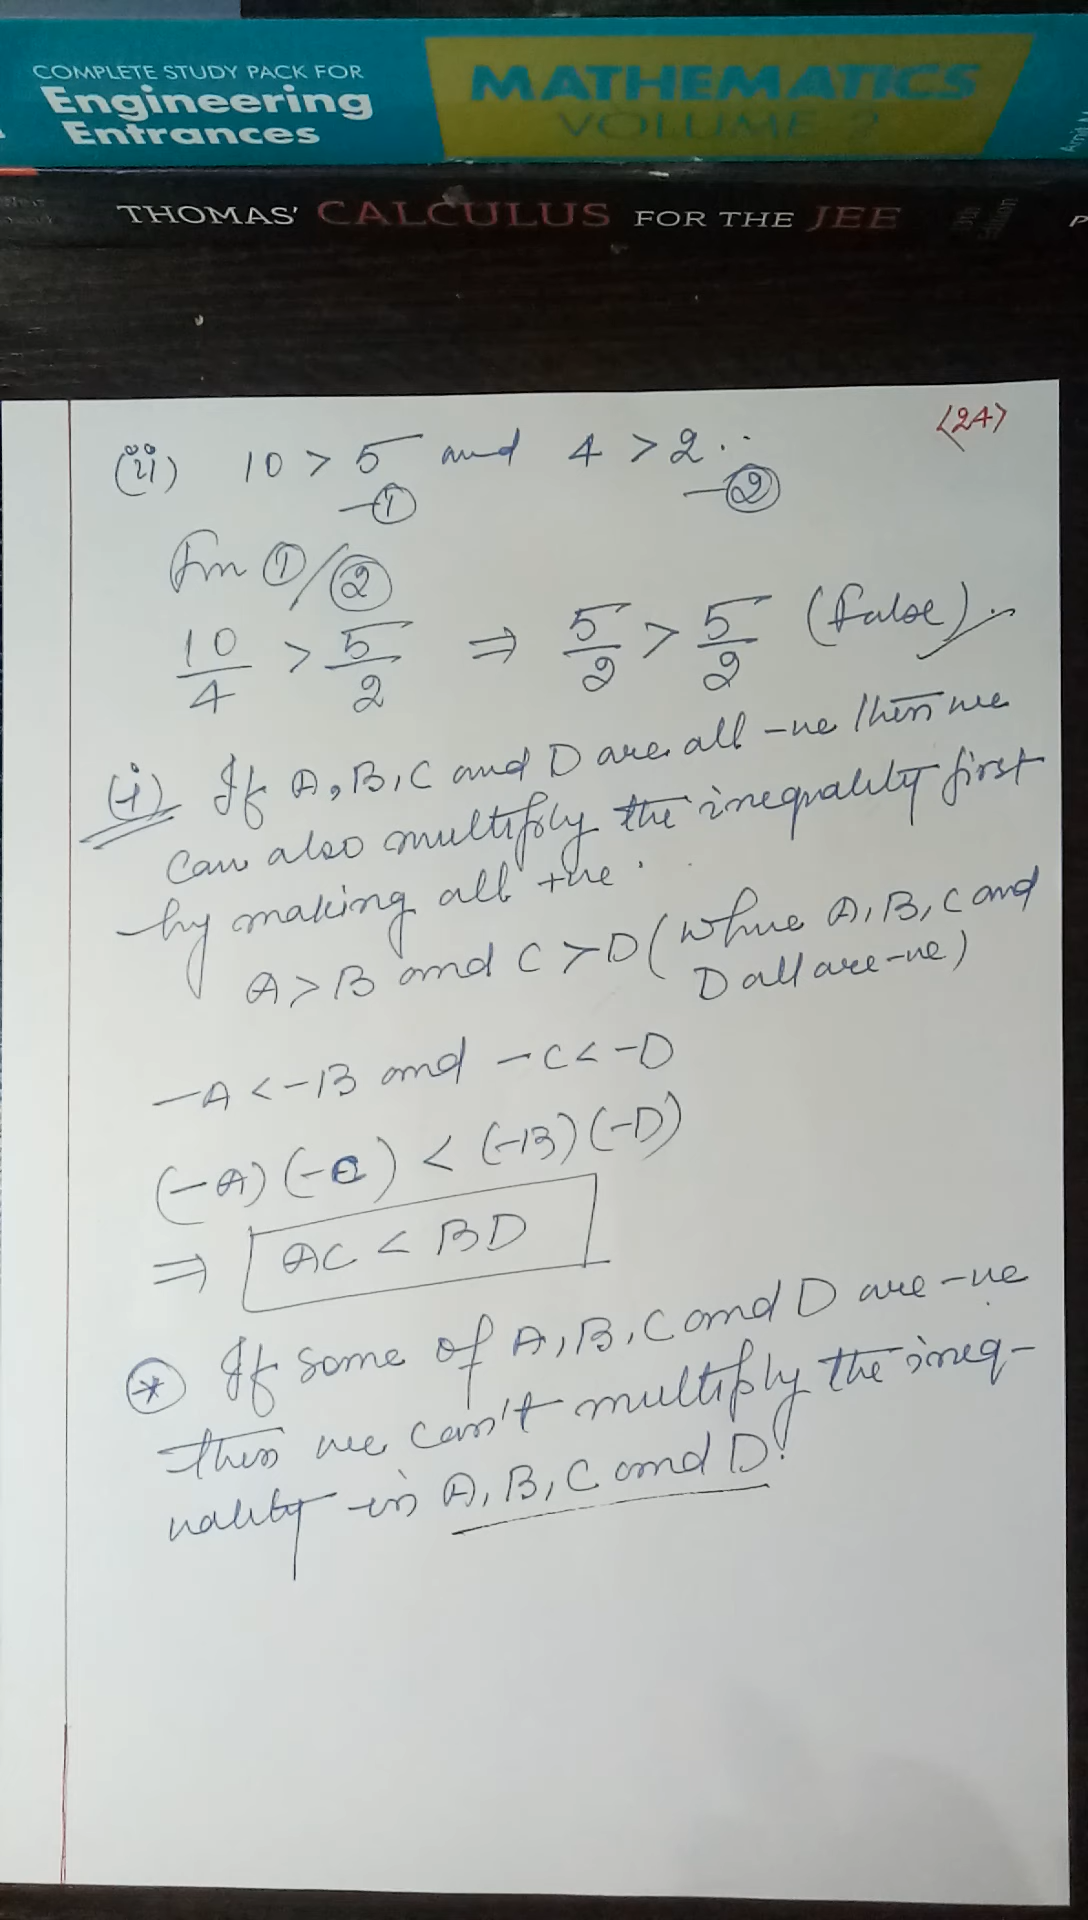 COMPLETE STUDY PACK FOR
Engineering
Entrances
MATHEMATICS
VOLUME 2
THOMAS' CALCULUS FOR THE JEE
<24>
(ii) 10 > 5 and 4 > 2 ..
-① -②
Frm ①/②
10/4 > 5/2 ⇒ 5/2 > 5/2 (false).
(i) If A, B, C and D are all -ve then we
can also multiply the inequality first
by making all +ve.
A > B and C > D (where A, B, C and
D all are -ve)
-A < -B and -C < -D
(-A) (-C) < (-B) (-D)
⇒ AC < BD
* If some of A, B, C and D are -ve
then we can't multiply the ineq-
uality in A, B, C and D.